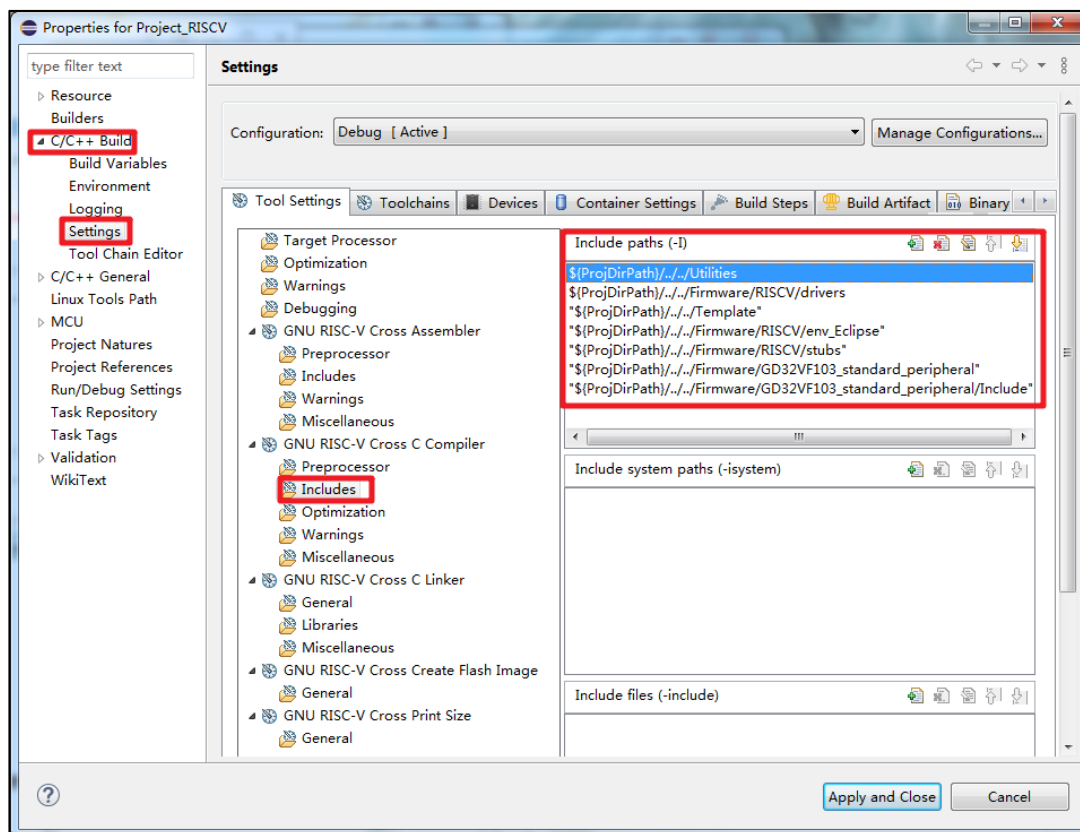 Properties for Project_RISCV
type filter text
Resource
Builders
C/C++ Build
Build Variables
Environment
Logging
Settings
Tool Chain Editor
C/C++ General
Linux Tools Path
MCU
Project Natures
Project References
Run/Debug Settings
Task Repository
Task Tags
Validation
WikiText
Settings
Configuration:
Debug [ Active ]
Manage Configurations...
Tool Settings
Toolchains
Devices
Container Settings
Build Steps
Build Artifact
Binary
Target Processor
Optimization
Warnings
Debugging
GNU RISC-V Cross Assembler
Preprocessor
Includes
Warnings
Miscellaneous
GNU RISC-V Cross C Compiler
Preprocessor
Includes
Optimization
Warnings
Miscellaneous
GNU RISC-V Cross C Linker
General
Libraries
Miscellaneous
GNU RISC-V Cross Create Flash Image
General
GNU RISC-V Cross Print Size
General
Include paths (-I)
${ProjDirPath}/../../Utilities
${ProjDirPath}/../../Firmware/RISCV/drivers
"${ProjDirPath}/../../Template"
"${ProjDirPath}/../../Firmware/RISCV/env_Eclipse"
"${ProjDirPath}/../../Firmware/RISCV/stubs"
"${ProjDirPath}/../../Firmware/GD32VF103_standard_peripheral"
"${ProjDirPath}/../../Firmware/GD32VF103_standard_peripheral/Include"
Include system paths (-isystem)
Include files (-include)
Apply and Close
Cancel